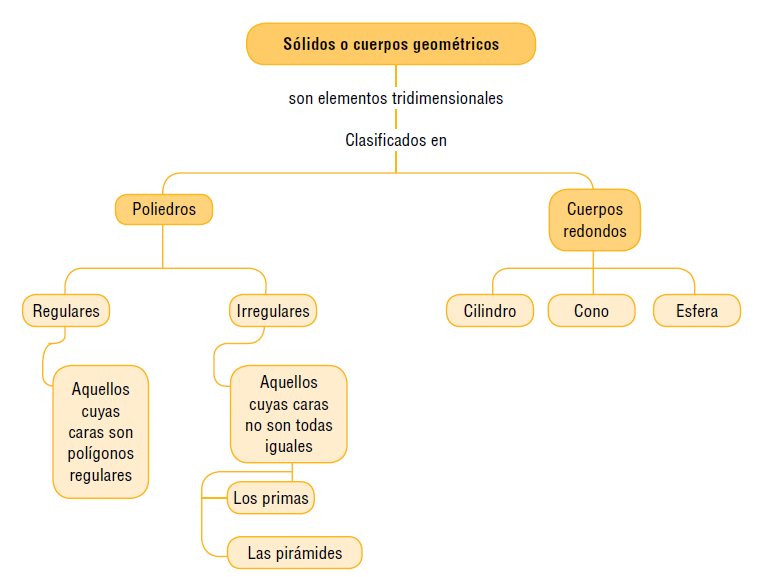 Sólidos o cuerpos geométricos
son elementos tridimensionales
Clasificados en
Poliedros
Cuerpos
redondos
Regulares
Irregulares
Cilindro
Cono
Esfera
Aquellos
cuyas
caras son
polígonos
regulares
Aquellos
cuyas caras
no son todas
iguales
Los primas
Las pirámides